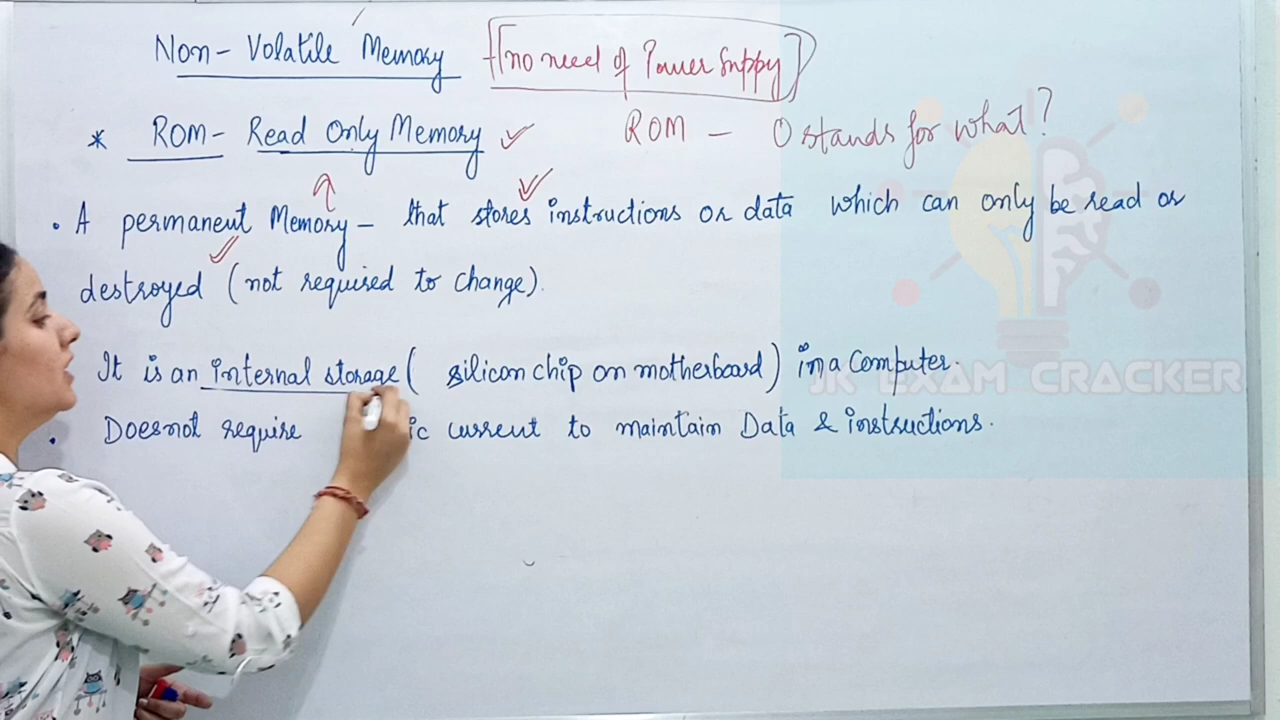 Non-Volatile Memory [no need of Power Supply]
* ROM- Read Only Memory ✓ ROM - O stands for what?
• A permanent Memory - that stores instructions or data which can only be read or
destroyed (not required to change).
It is an internal storage ( silicon chip on motherboard) in a Computer.
• Doesnot require ic current to maintain Data & instructions.
JK EXAM CRACKER